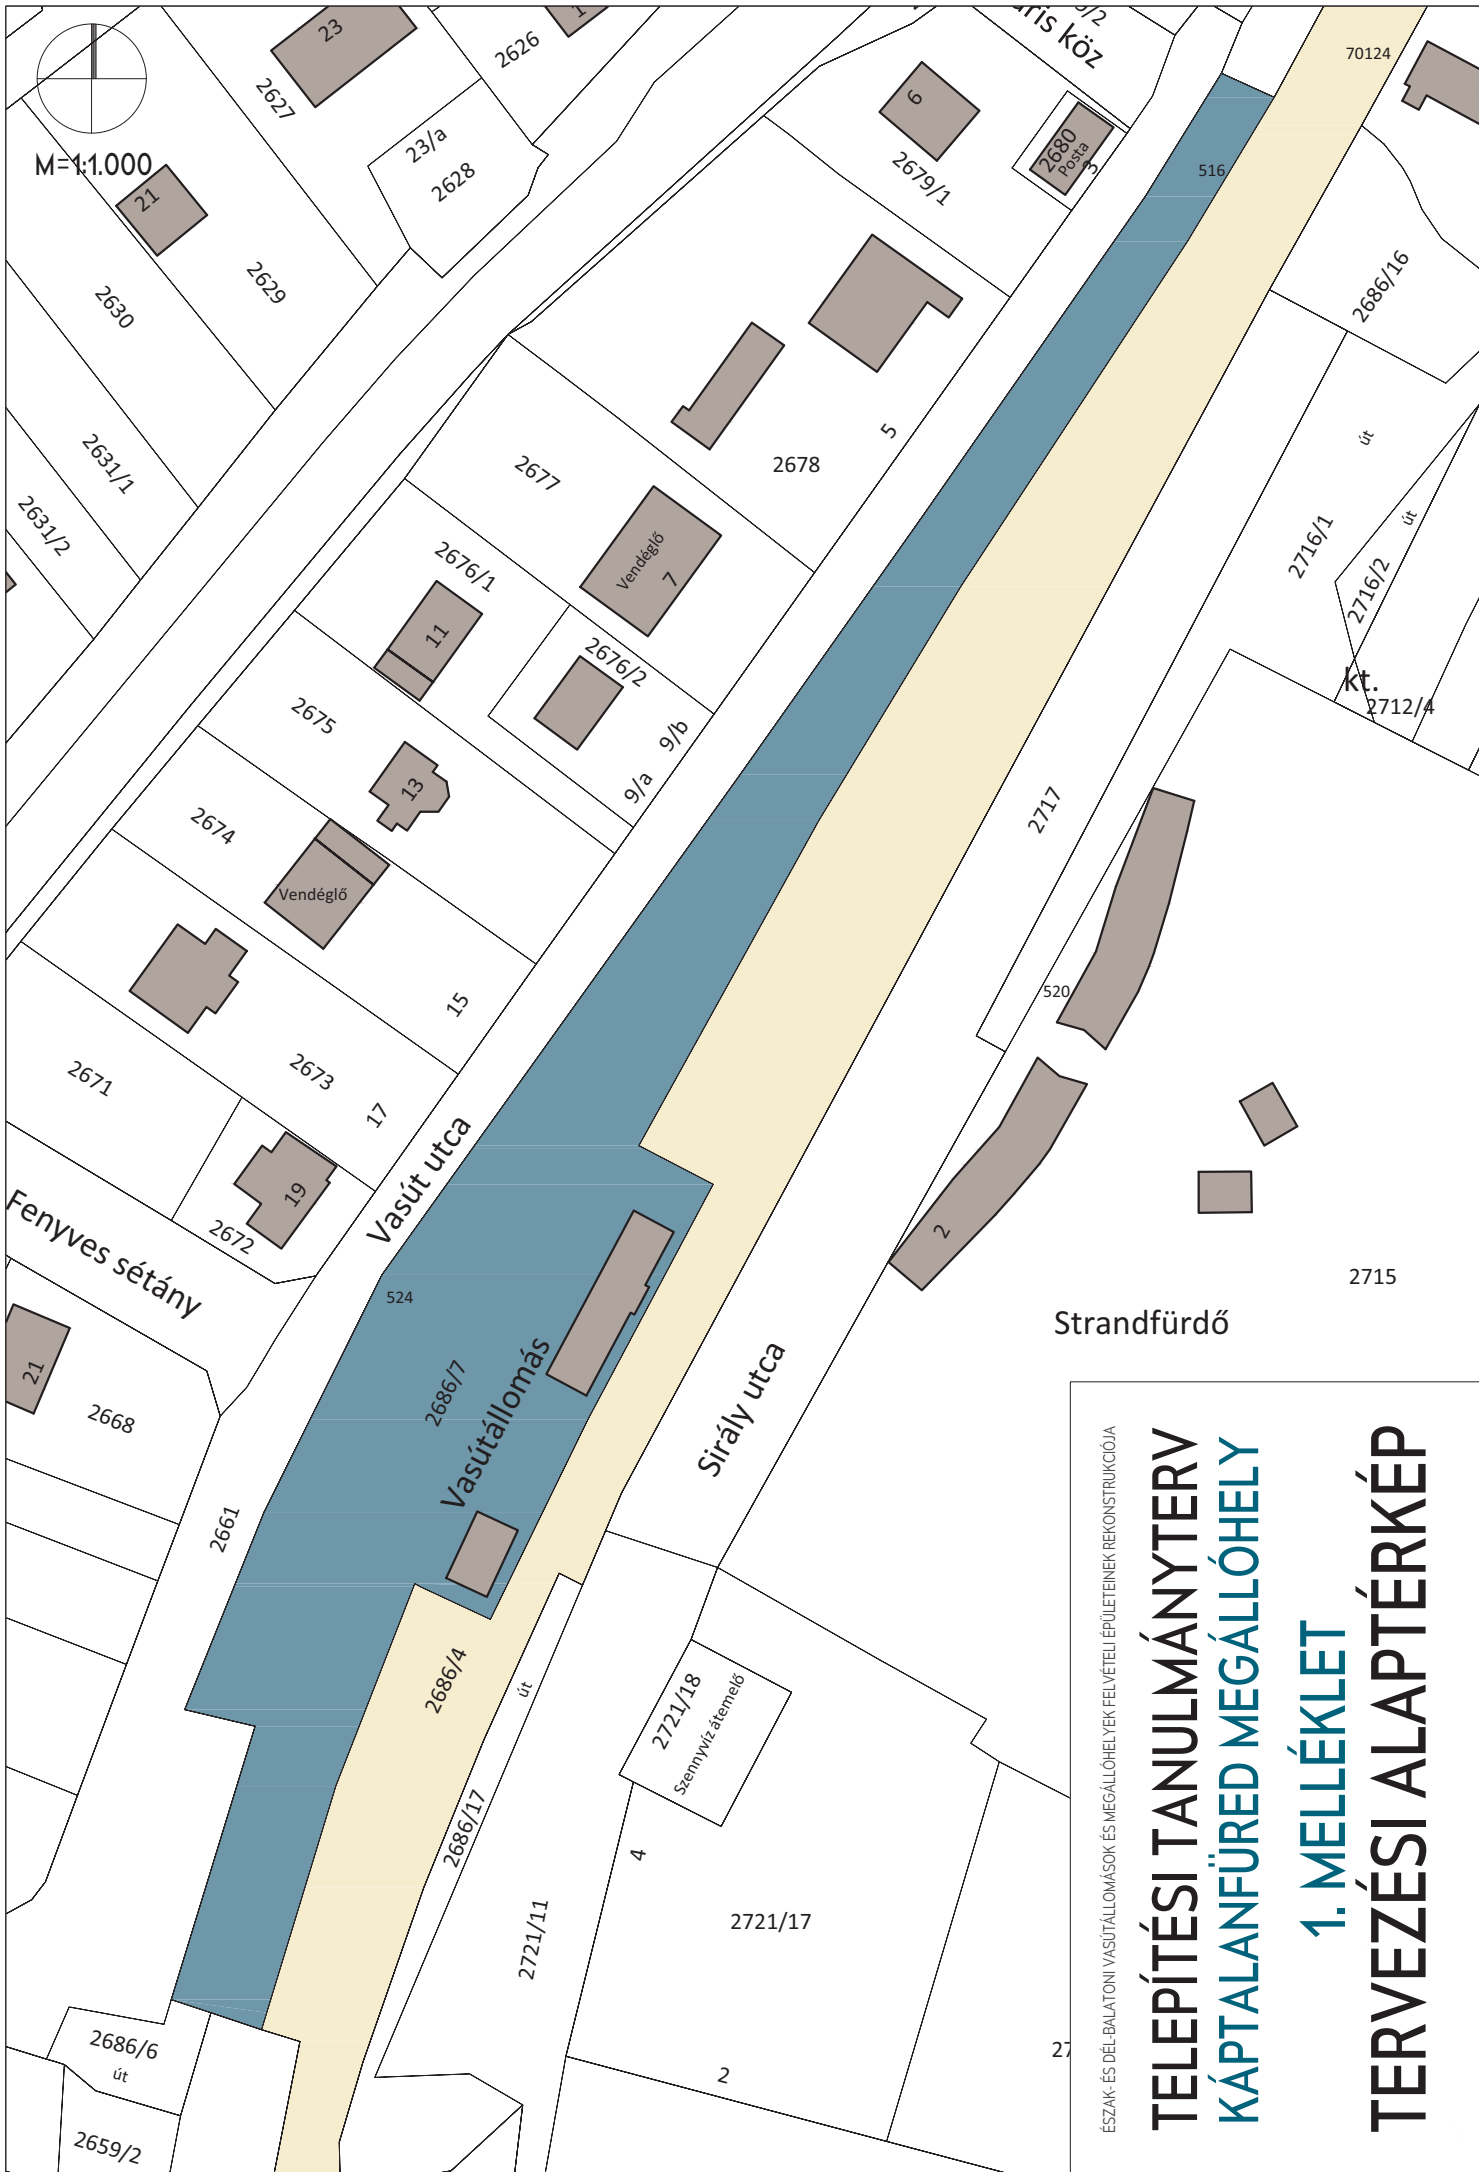 M=1:1.000
23
2626
1
2627
23/a
2628
21
2629
2630
2631/1
2631/2
6
2679/1
2680
Posta
3
516
70124
2686/16
2678
5
2677
Vendéglő
7
2676/1
11
2676/2
9/b
9/a
2675
13
2674
Vendéglő
15
2673
17
2671
19
2672
Vasút utca
Fenyves sétány
21
2668
524
2686/7
Vasútállomás
2661
2686/4
út
2686/17
2721/11
2721/18
Szennyvíz átemelő
4
2721/17
2
2686/6
út
2659/2
Sirály utca
2717
2716/1
út
2716/2
út
kt.
2712/4
520
2
2715
Strandfürdő
ÉSZAK- ÉS DÉL-BALATONI VASÚTÁLLOMÁSOK ÉS MEGÁLLÓHELYEK FELVÉTELI ÉPÜLETEINEK REKONSTRUKCIÓJA
TELEPÍTÉSI TANULMÁNYTERV
KÁPTALANFÜRED MEGÁLLÓHELY
1. MELLÉKLET
TERVEZÉSI ALAPTÉRKÉP